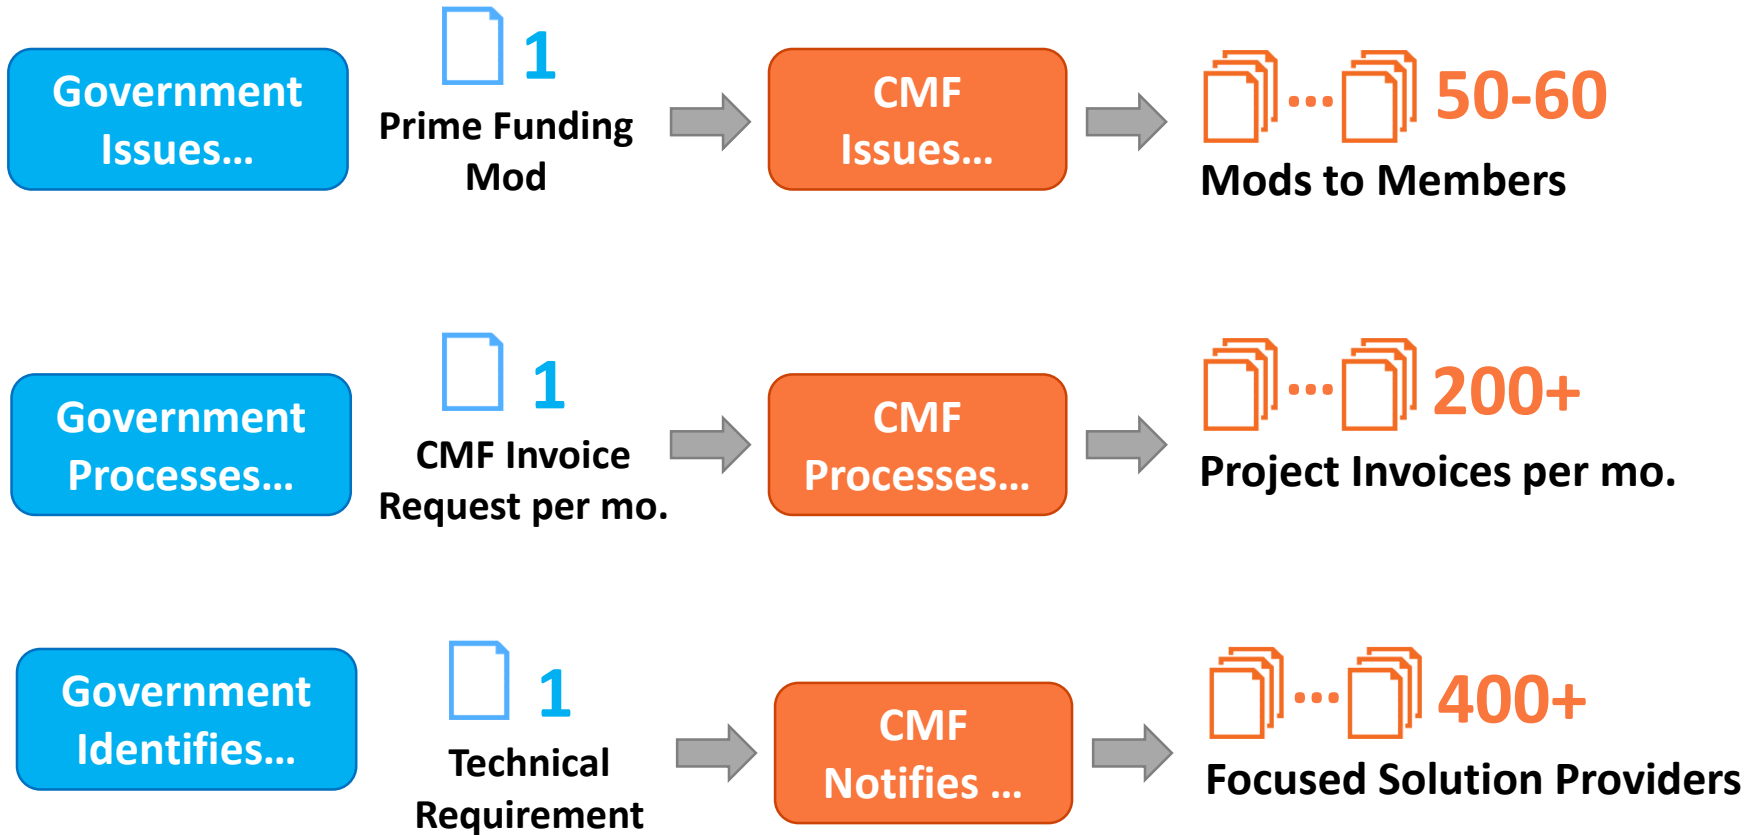 Government
Issues…
1
Prime Funding
Mod
CMF
Issues…
… 50-60
Mods to Members
Government
Processes…
1
CMF Invoice
Request per mo.
CMF
Processes…
… 200+
Project Invoices per mo.
Government
Identifies…
1
Technical
Requirement
CMF
Notifies …
… 400+
Focused Solution Providers